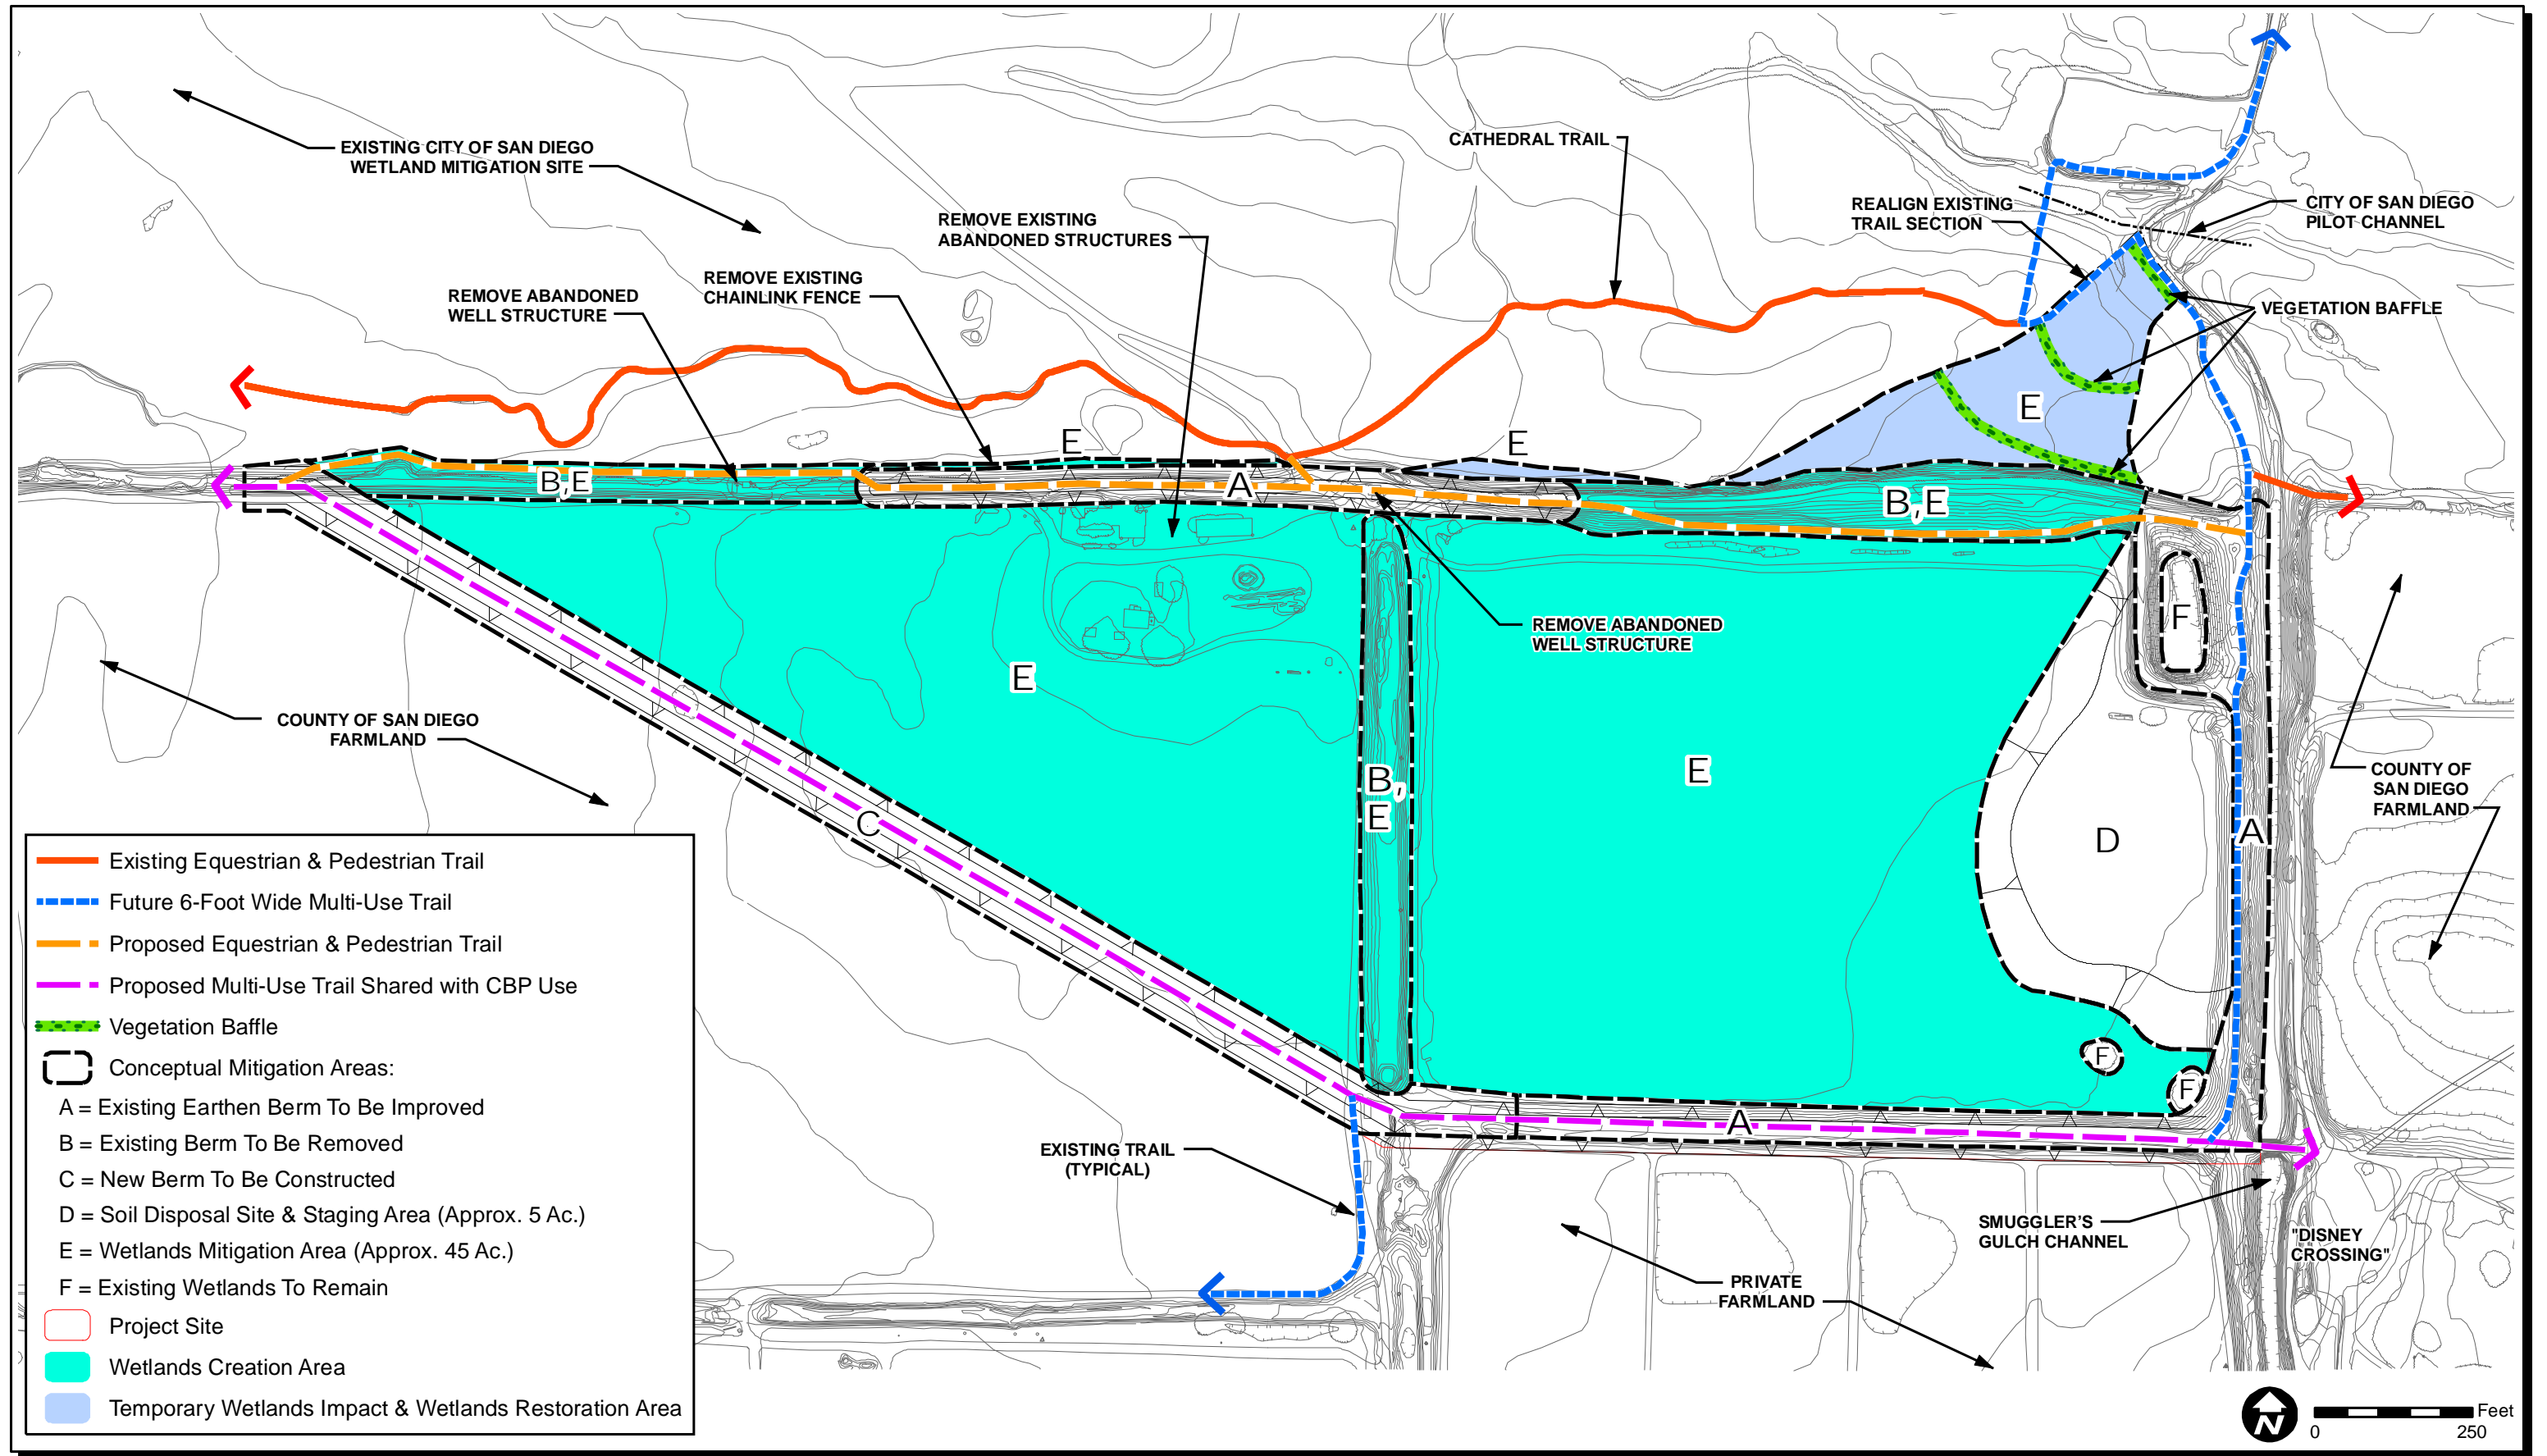 EXISTING CITY OF SAN DIEGO
WETLAND MITIGATION SITE
CATHEDRAL TRAIL
REMOVE EXISTING
ABANDONED STRUCTURES
REALIGN EXISTING
TRAIL SECTION
CITY OF SAN DIEGO
PILOT CHANNEL
REMOVE ABANDONED
WELL STRUCTURE
REMOVE EXISTING
CHAINLINK FENCE
VEGETATION BAFFLE
E
E
E
B,E
A
B,E
F
REMOVE ABANDONED
WELL STRUCTURE
E
COUNTY OF SAN DIEGO
FARMLAND
B,
E
E
C
D
A
COUNTY OF
SAN DIEGO
FARMLAND
F
F
A
EXISTING TRAIL
(TYPICAL)
SMUGGLER'S
GULCH CHANNEL
"DISNEY
CROSSING"
PRIVATE
FARMLAND
Existing Equestrian & Pedestrian Trail
Future 6-Foot Wide Multi-Use Trail
Proposed Equestrian & Pedestrian Trail
Proposed Multi-Use Trail Shared with CBP Use
Vegetation Baffle
Conceptual Mitigation Areas:
A = Existing Earthen Berm To Be Improved
B = Existing Berm To Be Removed
C = New Berm To Be Constructed
D = Soil Disposal Site & Staging Area (Approx. 5 Ac.)
E = Wetlands Mitigation Area (Approx. 45 Ac.)
F = Existing Wetlands To Remain
Project Site
Wetlands Creation Area
Temporary Wetlands Impact & Wetlands Restoration Area
N
Feet
0 250